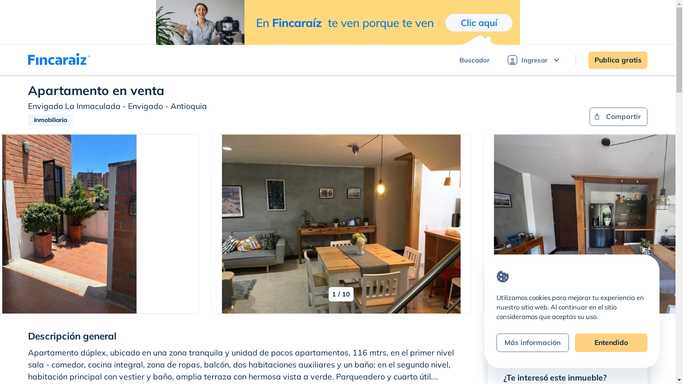 En Fincaraíz te ven porque te ven
Clic aquí
Fincaraíz
Buscador
Ingresar
Publica gratis
Apartamento en venta
Envigado La Inmaculada - Envigado - Antioquia
Inmobiliaria
Compartir
1 / 10
Utilizamos cookies para mejorar tu experiencia en
nuestro sitio web. Al continuar en el sitio
consideramos que aceptas su uso.
Más información
Entendido
Descripción general
Apartamento dúplex, ubicado en una zona tranquila y unidad de pocos apartamentos, 116 mtrs, en el primer nivel
sala - comedor, cocina integral, zona de ropas, balcón, dos habitaciones auxiliares y un baño; en el segundo nivel,
habitación principal con vestier y baño, amplia terraza con hermosa vista a verde. Parqueadero y cuarto útil....
¿Te interesó este inmueble?